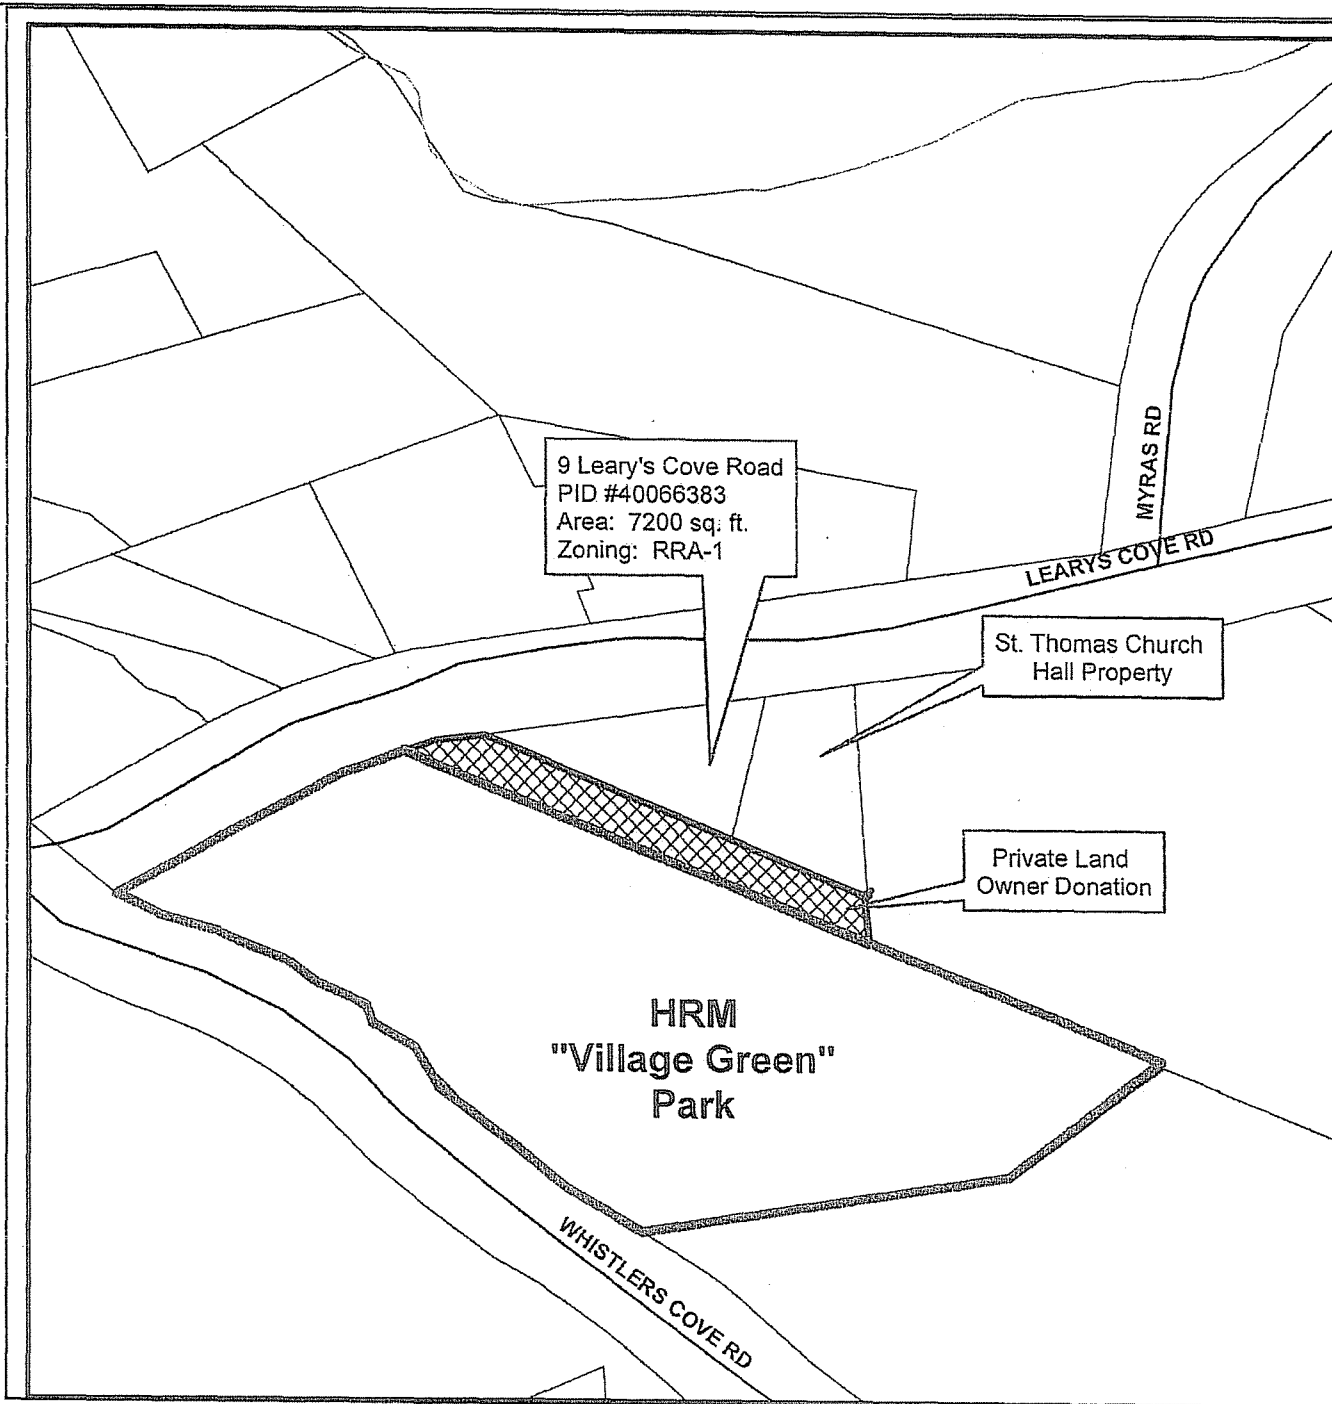 9 Leary's Cove Road
PID #40066383
Area: 7200 sq. ft.
Zoning: RRA-1
MYRAS RD
LEARYS COVE RD
St. Thomas Church
Hall Property
Private Land
Owner Donation
HRM
"Village Green"
Park
WHISTLERS COVE RD